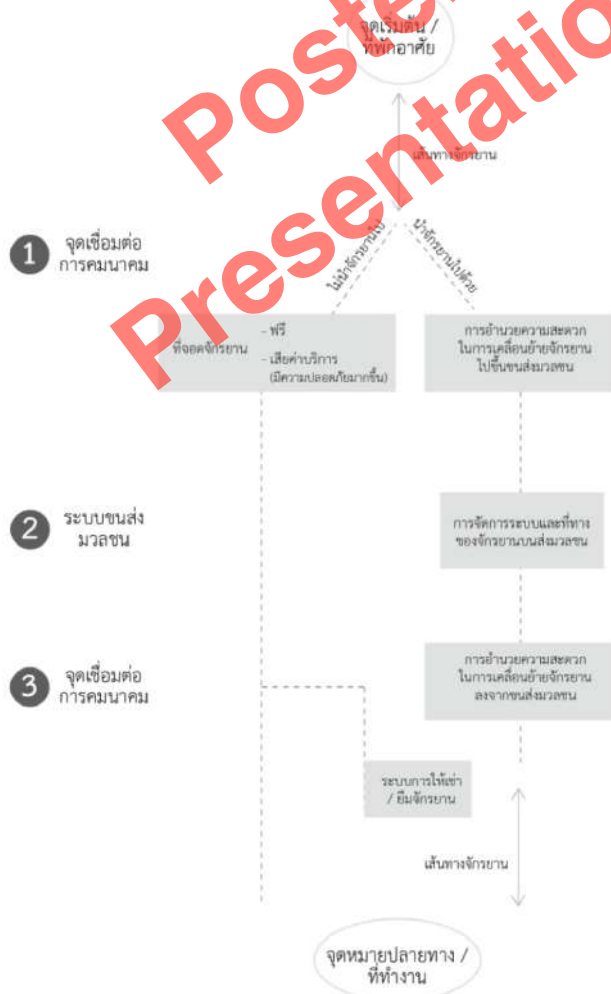 จุดเริ่มต้น /
ที่พักอาศัย
เส้นทางจักรยาน
1
จุดเชื่อมต่อ
การคมนาคม
ไม่นำจักรยานไป
นำจักรยานไปด้วย
ที่จอดจักรยาน
- ฟรี
- เสียค่าบริการ
(มีความปลอดภัยมากขึ้น)
การอำนวยความสะดวก
ในการเคลื่อนย้ายจักรยาน
ไปขึ้นขนส่งมวลชน
2
ระบบขนส่ง
มวลชน
การจัดการระบบและที่ทาง
ของจักรยานบนส่งมวลชน
3
จุดเชื่อมต่อ
การคมนาคม
การอำนวยความสะดวก
ในการเคลื่อนย้ายจักรยาน
ลงจากขนส่งมวลชน
ระบบการให้เช่า
/ ยืมจักรยาน
เส้นทางจักรยาน
จุดหมายปลายทาง /
ที่ทำงาน
Poste
Presentatio